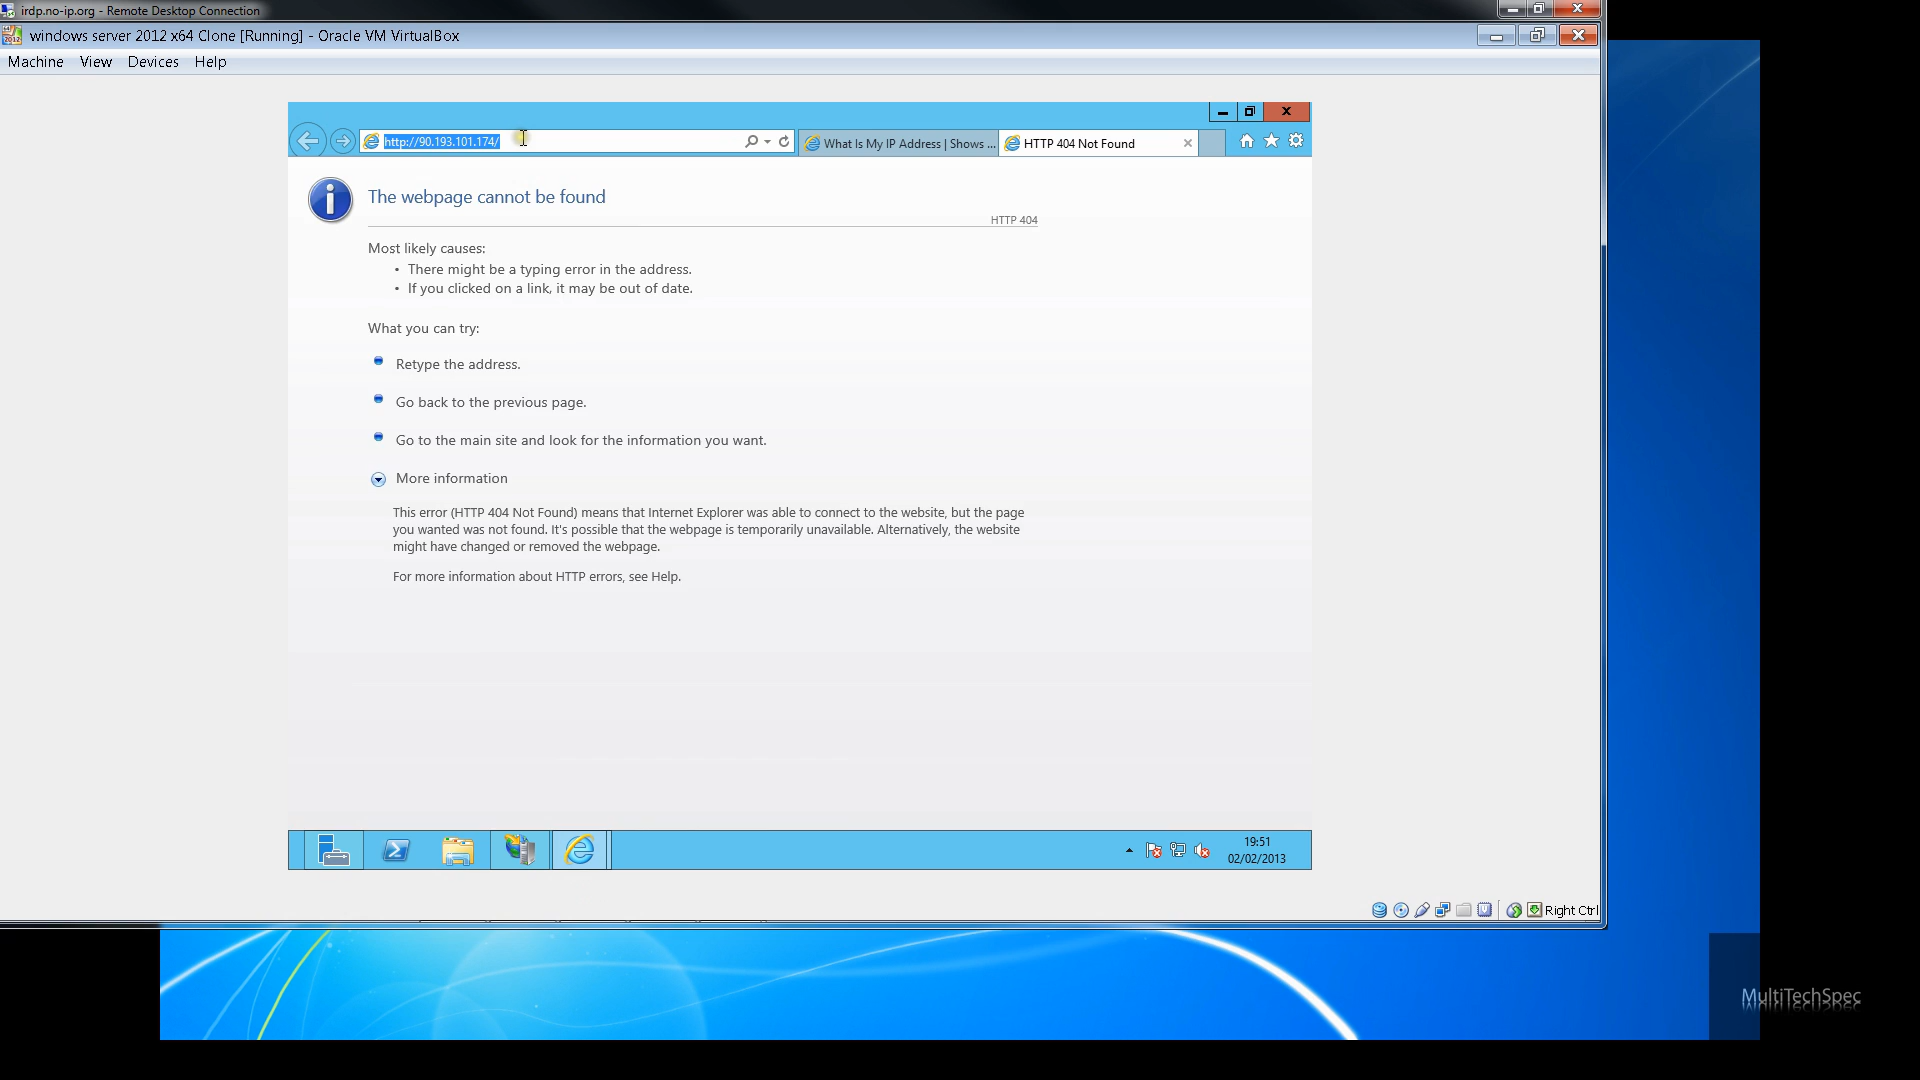 irdp.no-ip.org - Remote Desktop Connection
windows server 2012 x64 Clone [Running] - Oracle VM VirtualBox
Machine View Devices Help
http://90.193.101.174/
What Is My IP Address | Shows ...
HTTP 404 Not Found
The webpage cannot be found
HTTP 404
Most likely causes:
• There might be a typing error in the address.
• If you clicked on a link, it may be out of date.
What you can try:
Retype the address.
Go back to the previous page.
Go to the main site and look for the information you want.
More information
This error (HTTP 404 Not Found) means that Internet Explorer was able to connect to the website, but the page
you wanted was not found. It's possible that the webpage is temporarily unavailable. Alternatively, the website
might have changed or removed the webpage.
For more information about HTTP errors, see Help.
19:51
02/02/2013
Right Ctrl
MultiTechSpec